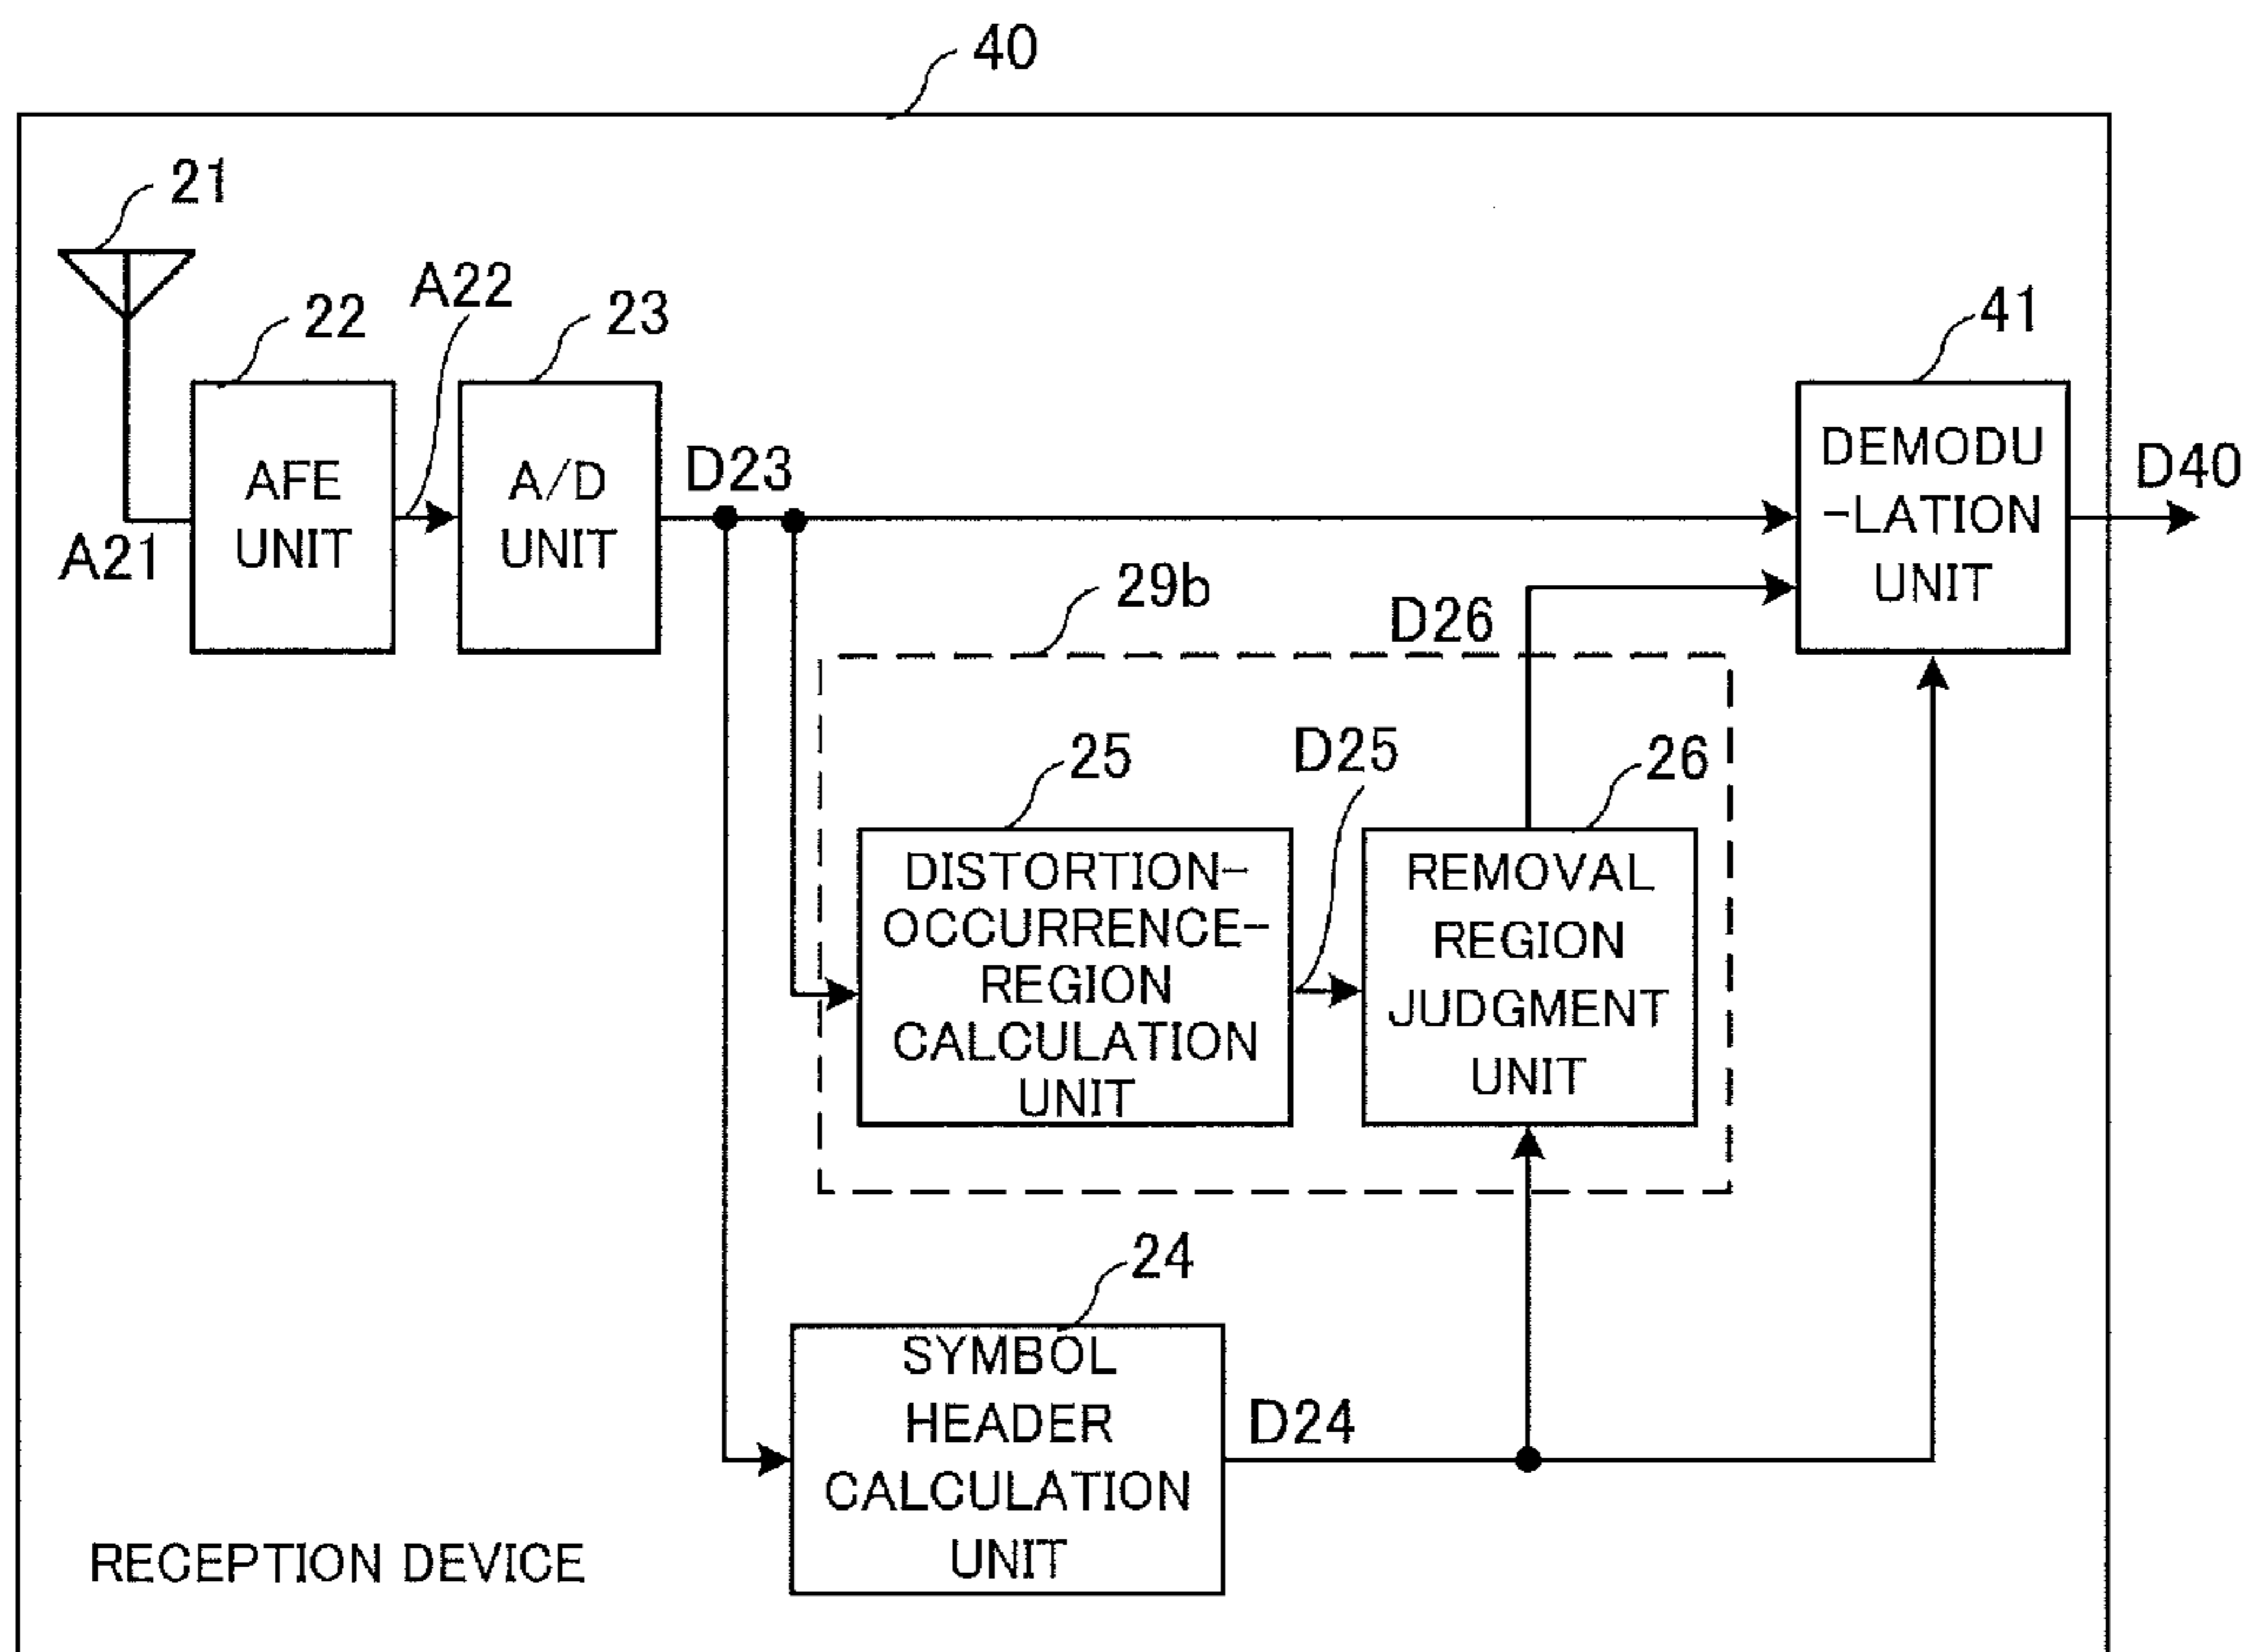 40
21
A22
22
23
41
AFE
UNIT
A/D
UNIT
D23
DEMODU
-LATION
UNIT
D40
A21
29b
D26
25
D25
26
DISTORTION-
OCCURRENCE-
REGION
CALCULATION
UNIT
REMOVAL
REGION
JUDGMENT
UNIT
24
SYMBOL
HEADER
CALCULATION
UNIT
D24
RECEPTION DEVICE